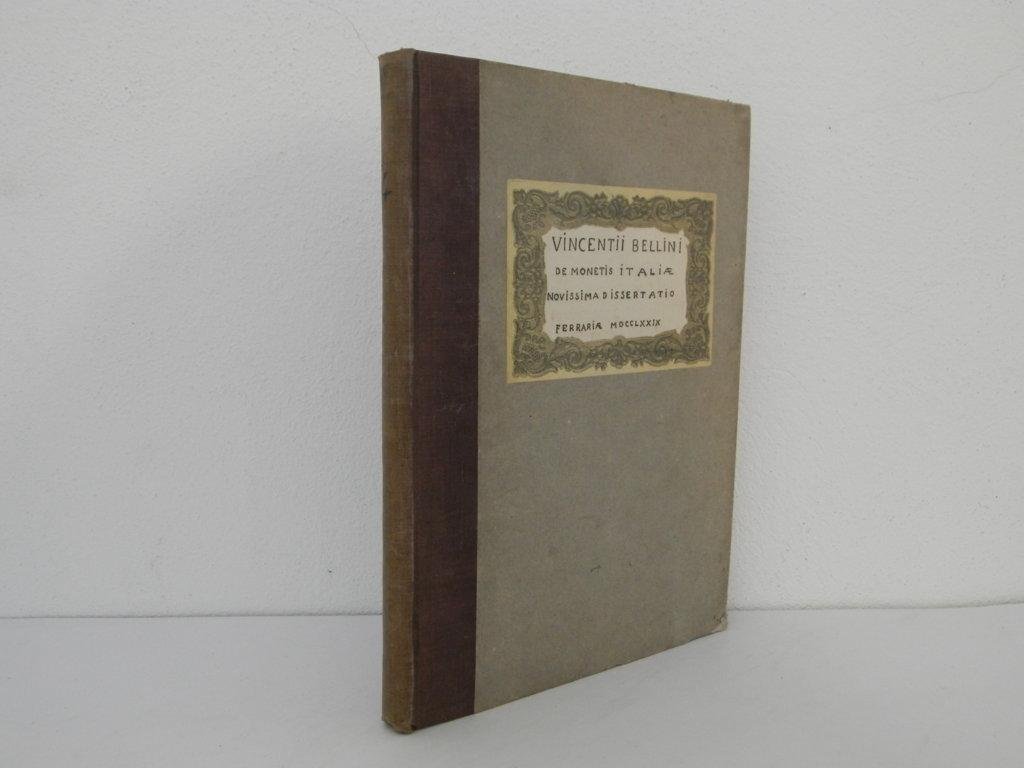 VINCENTII BELLINI
DE MONETIS ITALIÆ
NOVISSIMA DISSERTATIO
FERRARIÆ MDCCLXXIX